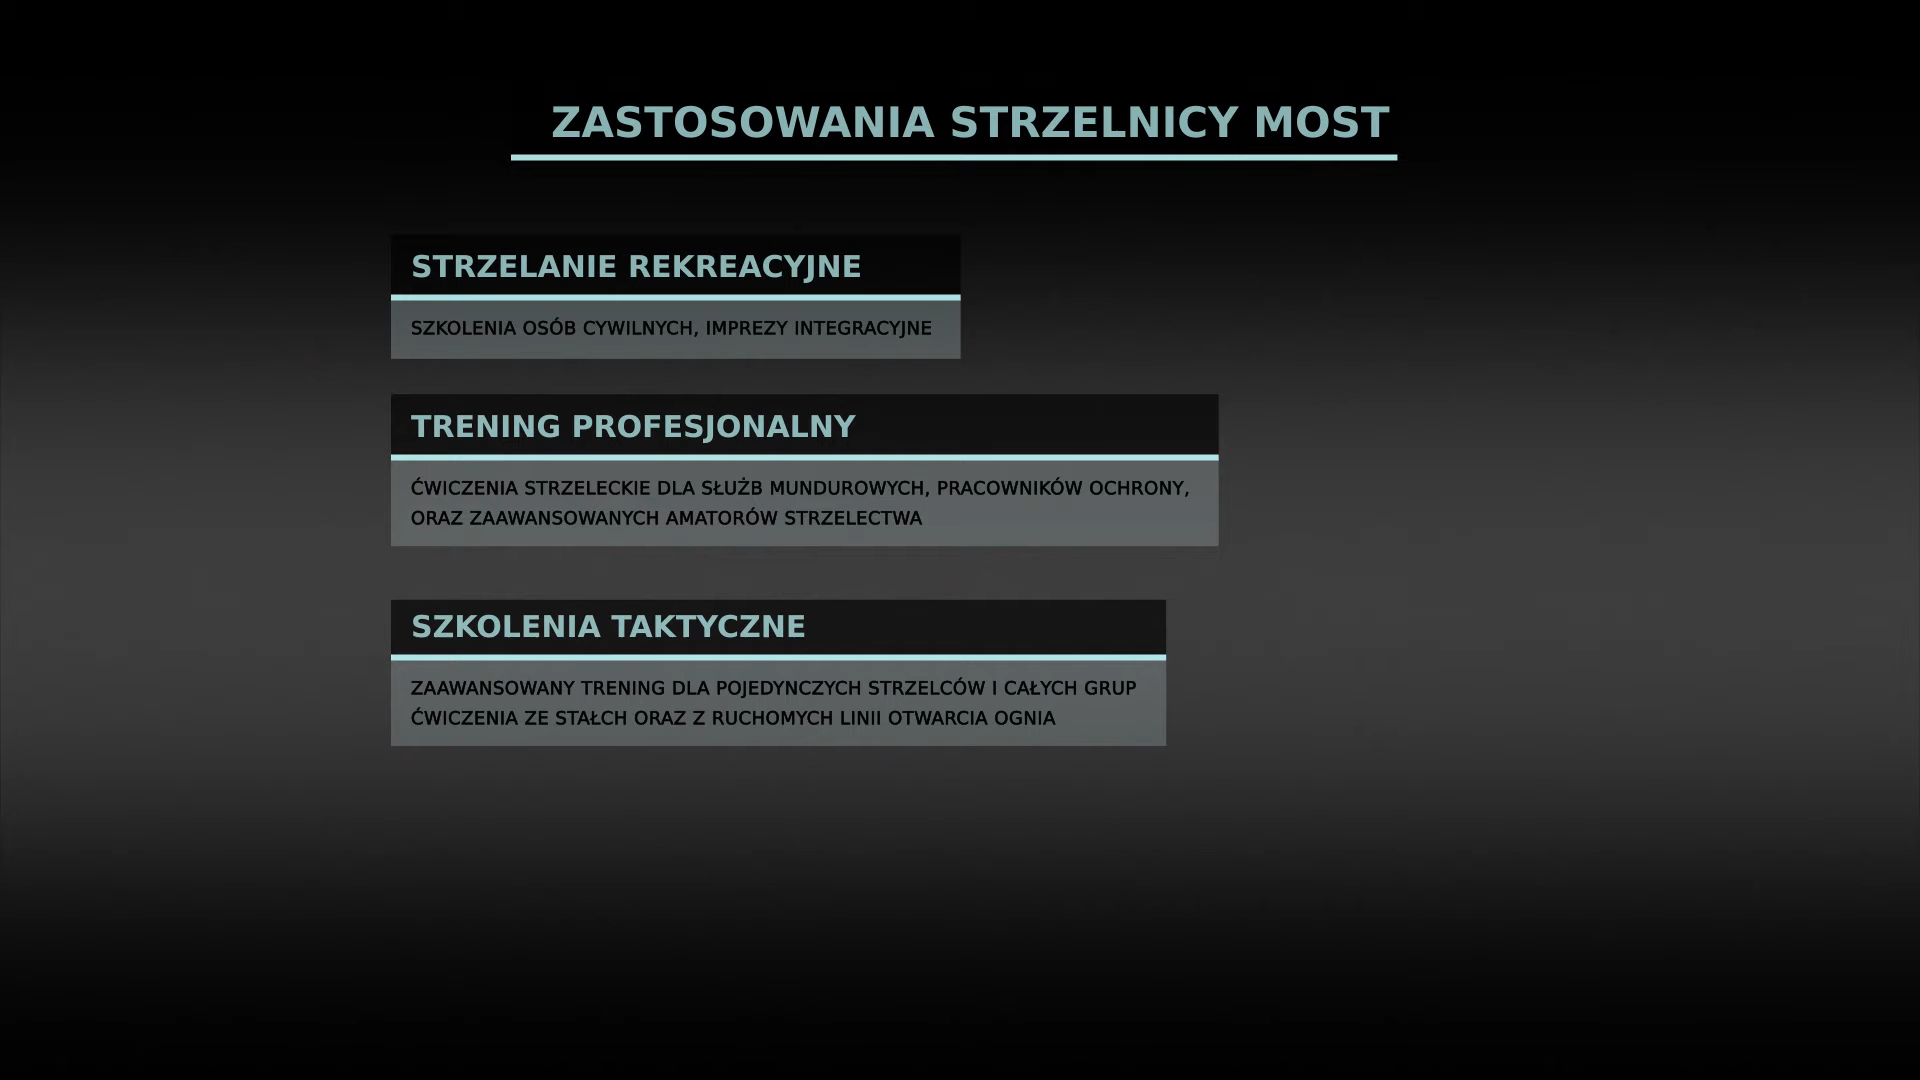 ZASTOSOWANIA STRZELNICY MOST
STRZELANIE REKREACYJNE
SZKOLENIA OSÓB CYWILNYCH, IMPREZY INTEGRACYJNE
TRENING PROFESJONALNY
ĆWICZENIA STRZELECKIE DLA SŁUŻB MUNDUROWYCH, PRACOWNIKÓW OCHRONY,
ORAZ ZAAWANSOWANYCH AMATORÓW STRZELECTWA
SZKOLENIA TAKTYCZNE
ZAAWANSOWANY TRENING DLA POJEDYNCZYCH STRZELCÓW I CAŁYCH GRUP
ĆWICZENIA ZE STAŁCH ORAZ Z RUCHOMYCH LINII OTWARCIA OGNIA